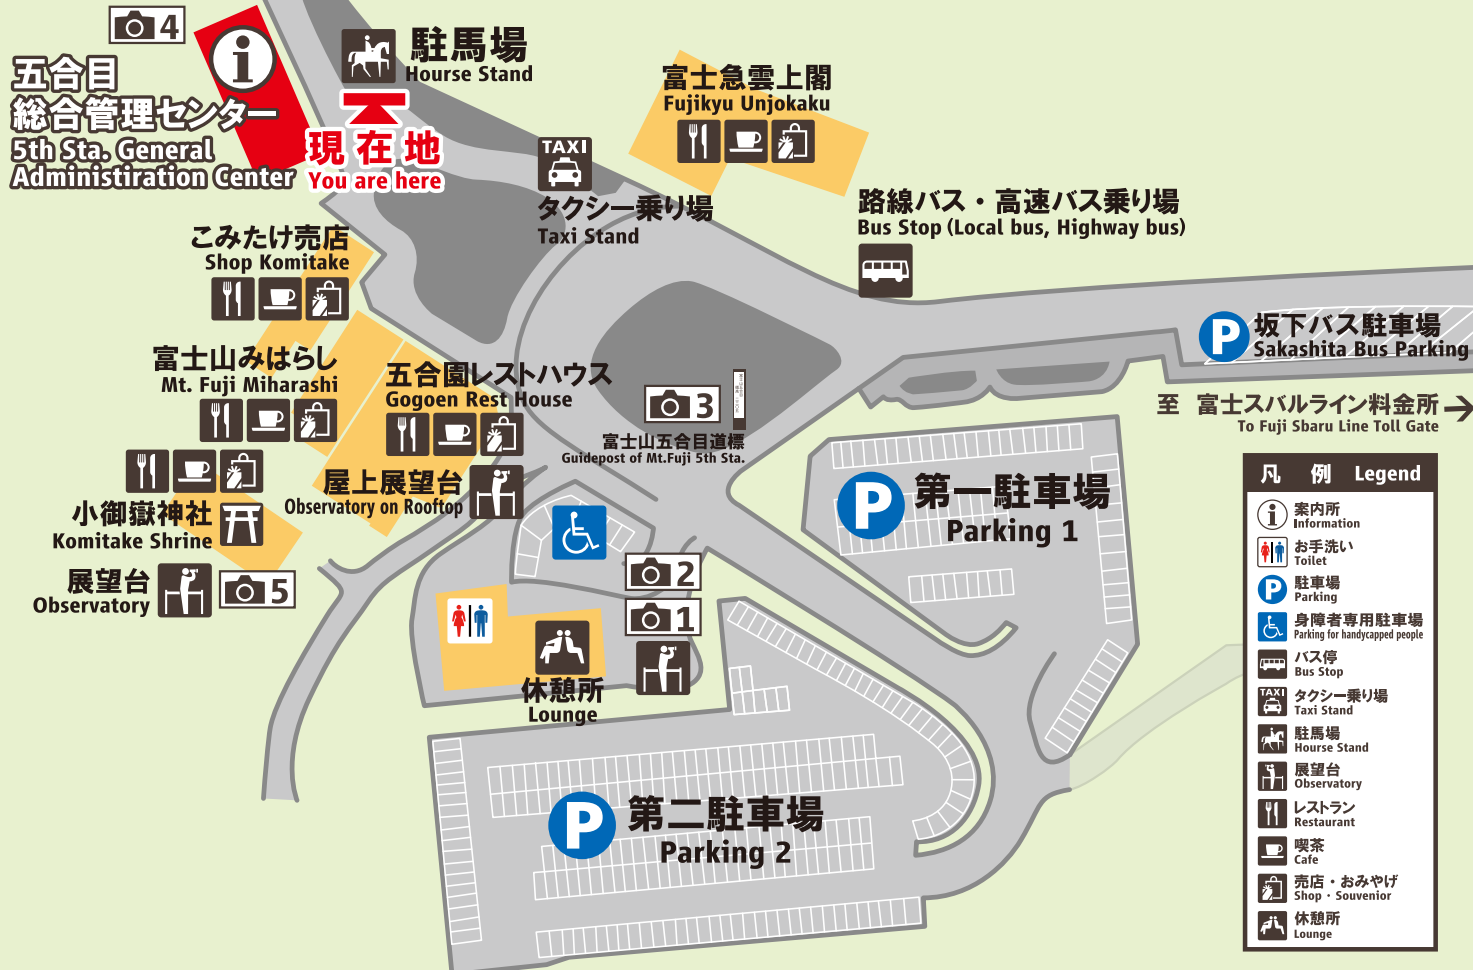 4
五合目
総合管理センター
5th Sta. General
Administiration Center
駐馬場
Hourse Stand
現在地
You are here
富士急雲上閣
Fujikyu Unjokaku
TAXI
タクシー乗り場
Taxi Stand
路線バス・高速バス乗り場
Bus Stop (Local bus, Highway bus)
こみたけ売店
Shop Komitake
P
坂下バス駐車場
Sakashita Bus Parking
富士山みはらし
Mt. Fuji Miharashi
五合園レストハウス
Gogoen Rest House
3
富士山五合目道標
Guidepost of Mt.Fuji 5th Sta.
至 富士スバルライン料金所
To Fuji Sbaru Line Toll Gate
屋上展望台
Observatory on Rooftop
小御嶽神社
Komitake Shrine
展望台
Observatory
5
P
第一駐車場
Parking 1
2
1
休憩所
Lounge
P
第二駐車場
Parking 2
凡例 Legend
案内所
Information
お手洗い
Toilet
P
駐車場
Parking
身障者専用駐車場
Parking for handycapped people
バス停
Bus Stop
TAXI
タクシー乗り場
Taxi Stand
駐馬場
Hourse Stand
展望台
Observatory
レストラン
Restaurant
喫茶
Cafe
売店・おみやげ
Shop・Souvenior
休憩所
Lounge